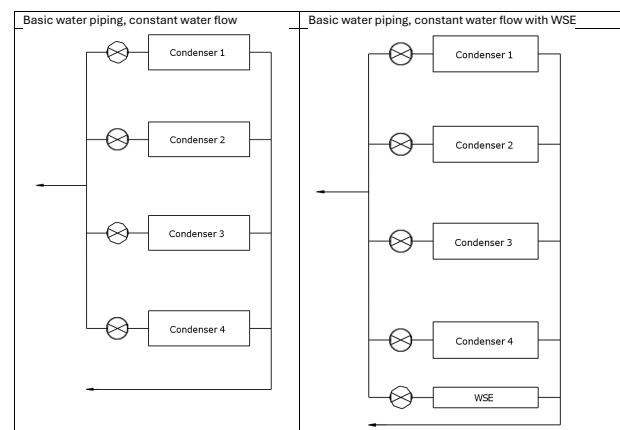 Basic water piping, constant water flow
Condenser 1
Condenser 2
Condenser 3
Condenser 4
Basic water piping, constant water flow with WSE
Condenser 1
Condenser 2
Condenser 3
Condenser 4
WSE